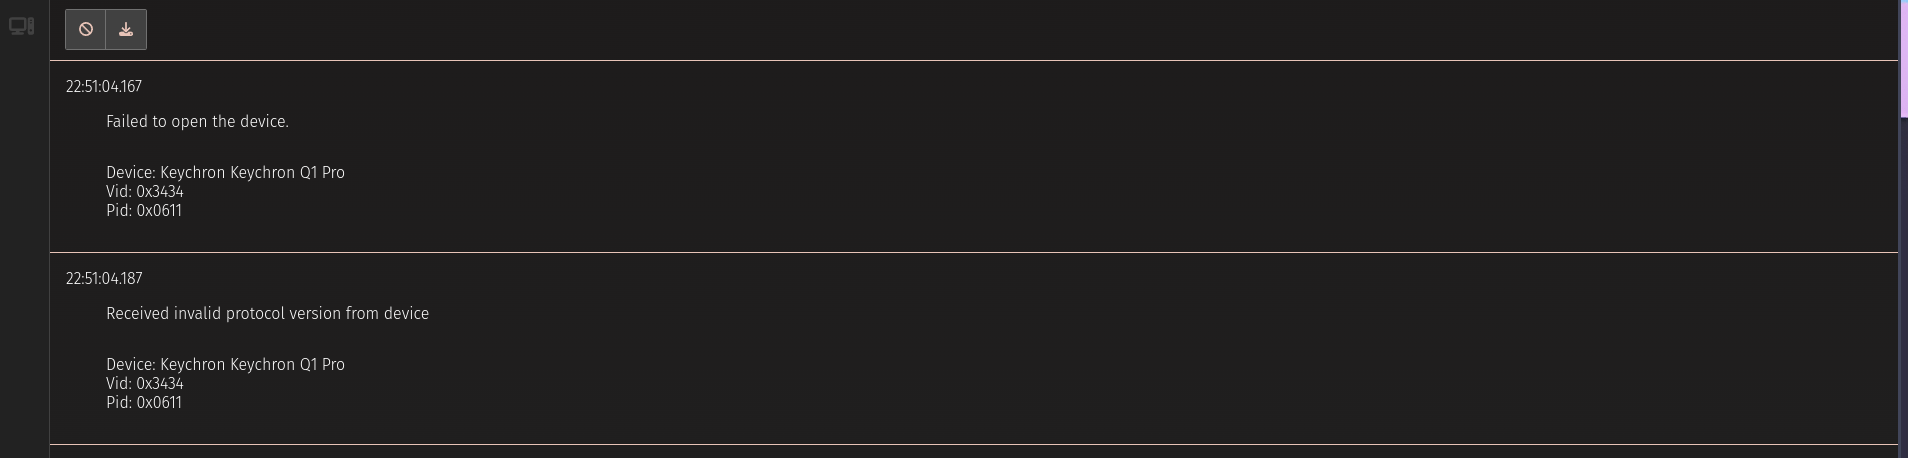 22:51:04.167
Failed to open the device.
Device: Keychron Keychron Q1 Pro
Vid: 0x3434
Pid: 0x0611
22:51:04.187
Received invalid protocol version from device
Device: Keychron Keychron Q1 Pro
Vid: 0x3434
Pid: 0x0611